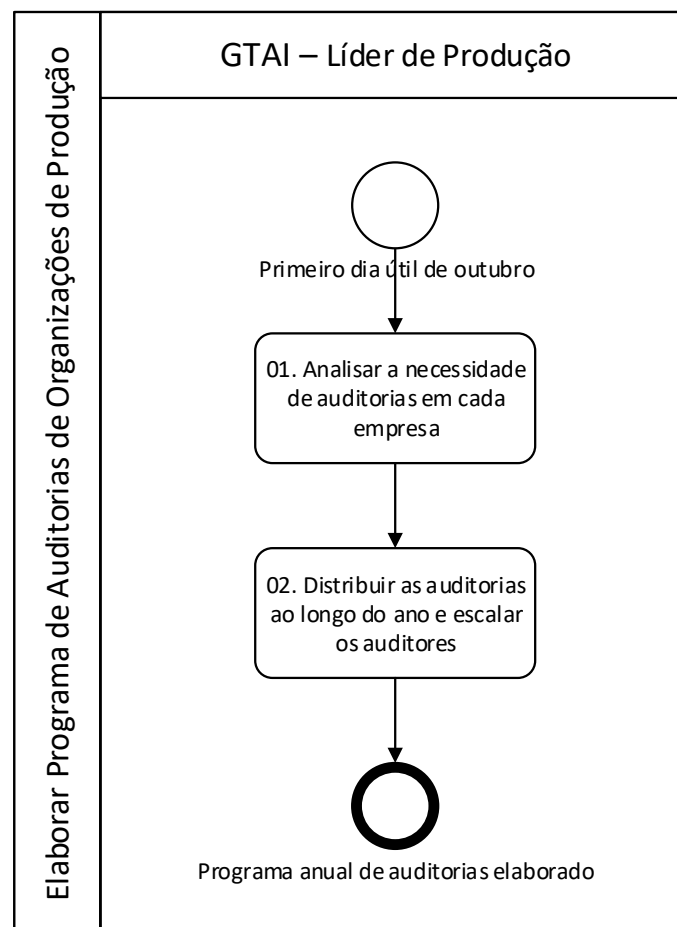 Elaborar Programa de Auditorias de Organizações de Produção
GTAI – Líder de Produção
Primeiro dia útil de outubro
01. Analisar a necessidade
de auditorias em cada
empresa
02. Distribuir as auditorias
ao longo do ano e escalar
os auditores
Programa anual de auditorias elaborado